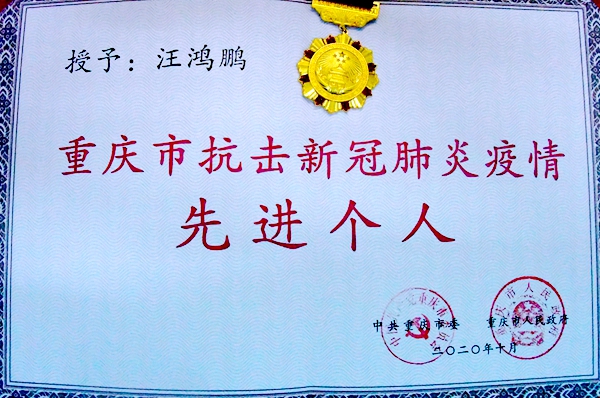 授予：汪鸿鹏
重庆市抗击新冠肺炎疫情
先进个人
中共重庆市委 重庆市人民政府
二〇二〇年十月